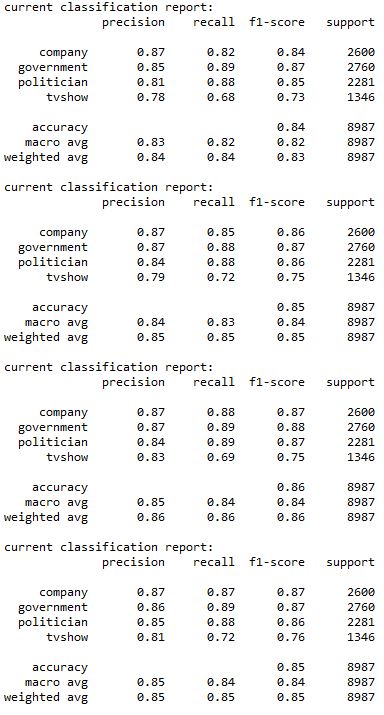 current classification report:
precision recall f1-score support
company 0.87 0.82 0.84 2600
government 0.85 0.89 0.87 2760
politician 0.81 0.88 0.85 2281
tvshow 0.78 0.68 0.73 1346
accuracy 0.84 8987
macro avg 0.83 0.82 0.82 8987
weighted avg 0.84 0.84 0.83 8987
current classification report:
precision recall f1-score support
company 0.87 0.85 0.86 2600
government 0.87 0.88 0.87 2760
politician 0.84 0.88 0.86 2281
tvshow 0.79 0.72 0.75 1346
accuracy 0.85 8987
macro avg 0.84 0.83 0.84 8987
weighted avg 0.85 0.85 0.85 8987
current classification report:
precision recall f1-score support
company 0.87 0.88 0.87 2600
government 0.87 0.89 0.88 2760
politician 0.84 0.89 0.87 2281
tvshow 0.83 0.69 0.75 1346
accuracy 0.86 8987
macro avg 0.85 0.84 0.84 8987
weighted avg 0.86 0.86 0.86 8987
current classification report:
precision recall f1-score support
company 0.87 0.87 0.87 2600
government 0.86 0.89 0.87 2760
politician 0.85 0.88 0.86 2281
tvshow 0.81 0.72 0.76 1346
accuracy 0.85 8987
macro avg 0.85 0.84 0.84 8987
weighted avg 0.85 0.85 0.85 8987